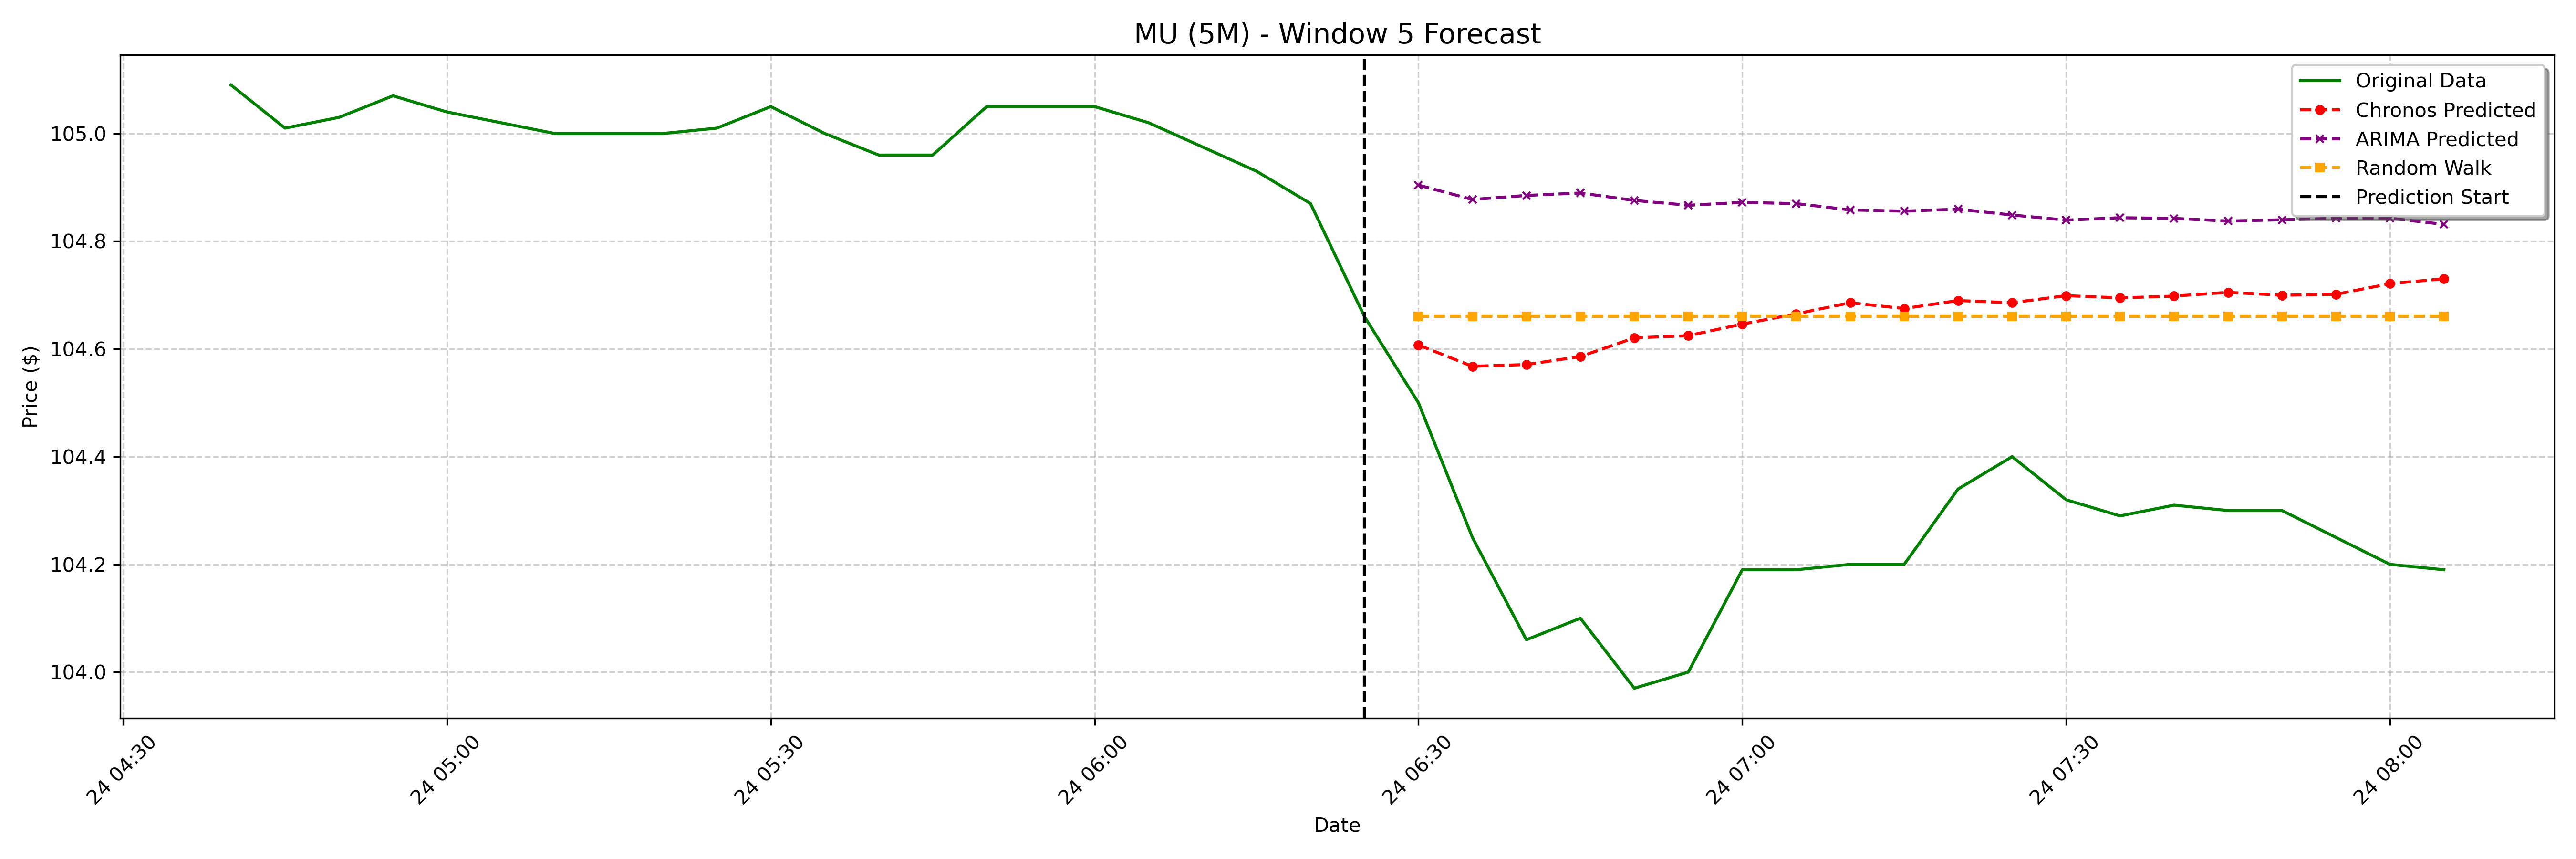 MU (5M) - Window 5 Forecast
Original Data
Chronos Predicted
ARIMA Predicted
Random Walk
Prediction Start
Price ($)
105.0
104.8
104.6
104.4
104.2
104.0
24 04:30
24 05:00
24 05:30
24 06:00
24 06:30
24 07:00
24 07:30
24 08:00
Date